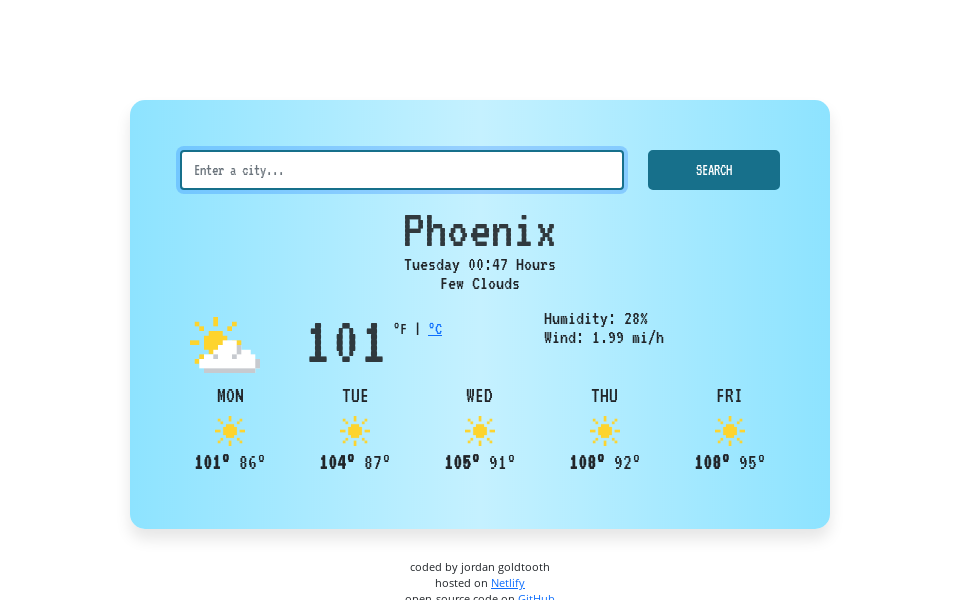 Enter a city...
SEARCH
Phoenix
Tuesday 00:47 Hours
Few Clouds
101 °F | °C
Humidity: 28%
Wind: 1.99 mi/h
MON TUE WED THU FRI
101° 86° 104° 87° 105° 91° 108° 92° 108° 95°
coded by jordan goldtooth
hosted on Netlify
open-source code on GitHub